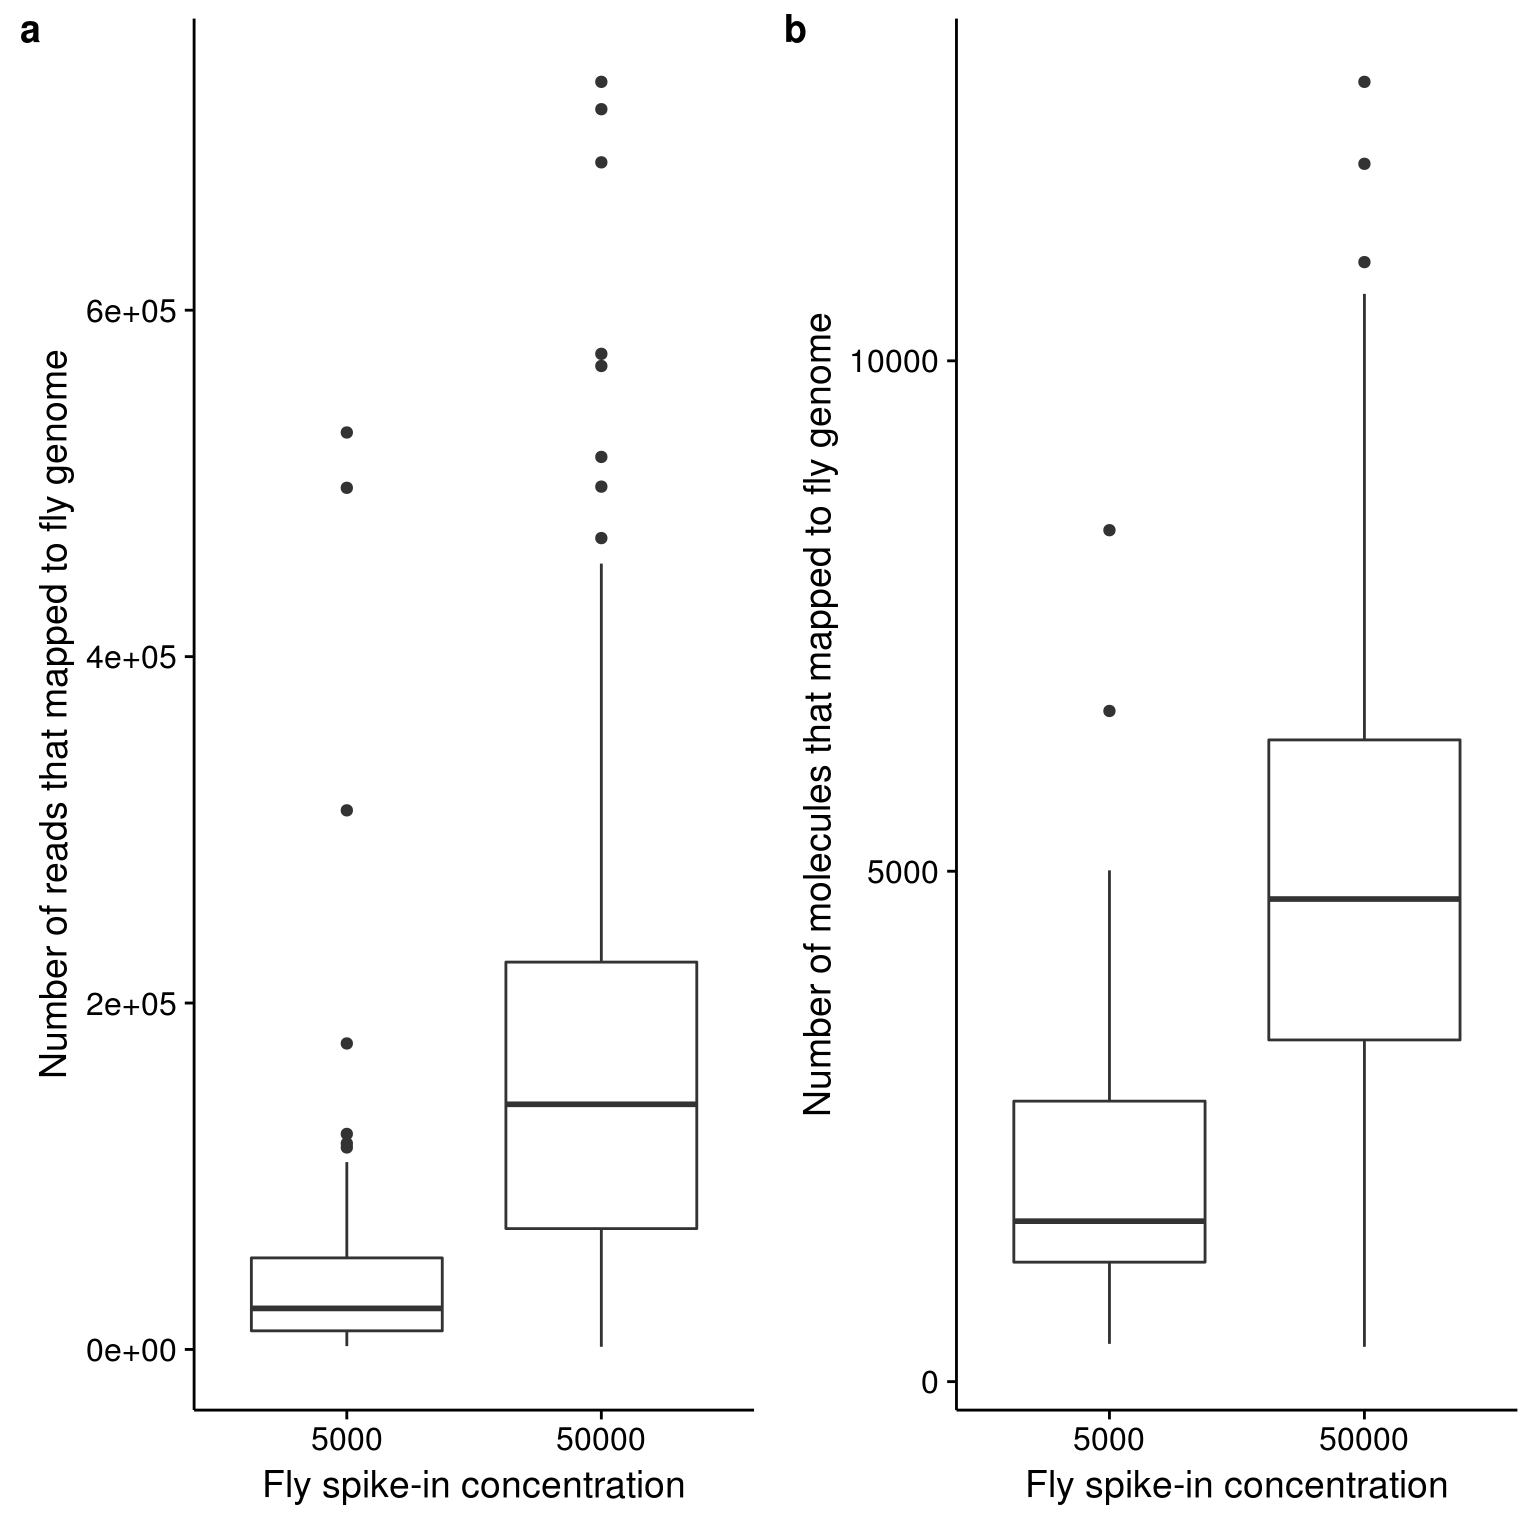 a
Number of reads that mapped to fly genome
6e+05
4e+05
2e+05
0e+00
5000 50000
Fly spike-in concentration
b
Number of molecules that mapped to fly genome
10000
5000
0
5000 50000
Fly spike-in concentration